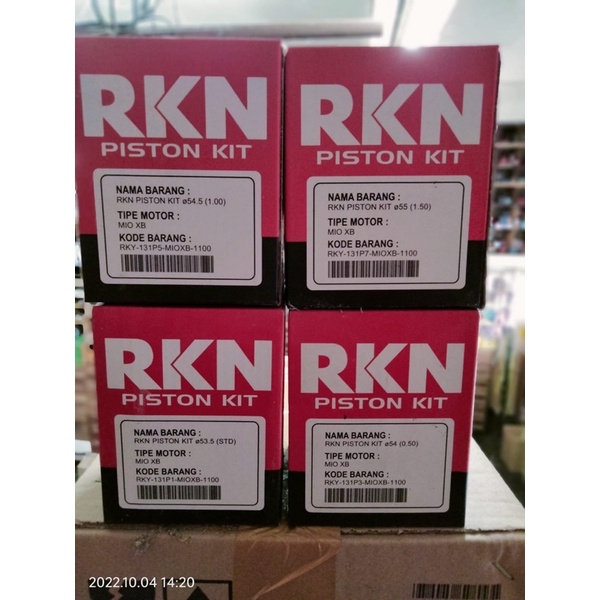 RKN
PISTON KIT
NAMA BARANG :
RKN PISTON KIT ø54.5 (1.00)
TIPE MOTOR :
MIO XB
KODE BARANG :
RKY-131P5-MIOXB-1100
RKN
PISTON KIT
NAMA BARANG :
RKN PISTON KIT ø55 (1.50)
TIPE MOTOR :
MIO XB
KODE BARANG :
RKY-131P7-MIOXB-1100
RKN
PISTON KIT
NAMA BARANG :
RKN PISTON KIT ø53.5 (STD)
TIPE MOTOR :
MIO XB
KODE BARANG :
RKY-131P1-MIOXB-1100
RKN
PISTON KIT
NAMA BARANG :
RKN PISTON KIT ø54 (0.50)
TIPE MOTOR :
MIO XB
KODE BARANG :
RKY-131P3-MIOXB-1100
2022.10.04 14:20